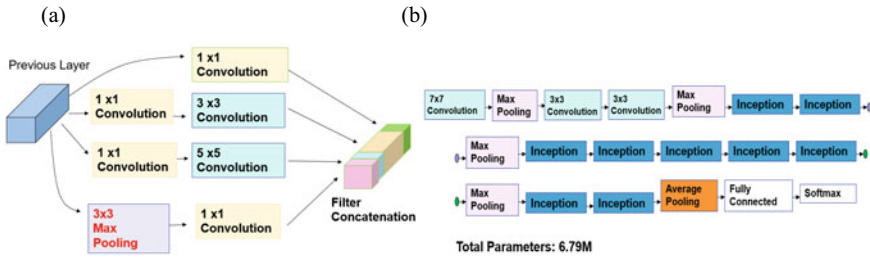 (a)
Previous Layer
1 x1
Convolution
1 x1
Convolution
3 x3
Convolution
1 x1
Convolution
5 x5
Convolution
3x3
Max
Pooling
1 x1
Convolution
Filter
Concatenation
(b)
7x7
Convolution
Max
Pooling
3x3
Convolution
3x3
Convolution
Max
Pooling
Inception
Inception
Max
Pooling
Inception
Inception
Inception
Inception
Inception
Max
Pooling
Inception
Inception
Average
Pooling
Fully
Connected
Softmax
Total Parameters: 6.79M